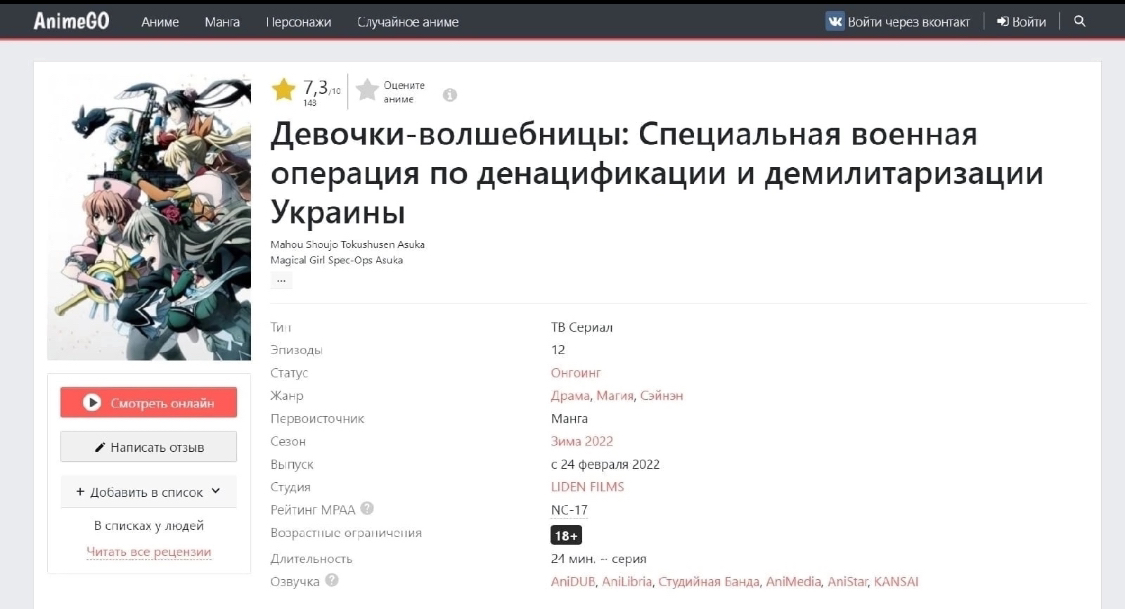 AnimeGO Аниме Манга Персонажи Случайное аниме Войти через вконтакт Войти
7,3/10 Оцените
148 аниме
Девочки-волшебницы: Специальная военная
операция по денацификации и демилитаризации
Украины
Mahou Shoujo Tokushusen Asuka
Magical Girl Spec-Ops Asuka
...
Тип ТВ Сериал
Эпизоды 12
Статус Онгоинг
Жанр Драма, Магия, Сэйнэн
Первоисточник Манга
Сезон Зима 2022
Выпуск с 24 февраля 2022
Студия LIDEN FILMS
Рейтинг MPAA ? NC-17
Возрастные ограничения 18+
Длительность 24 мин. ~ серия
Озвучка ? AniDUB, AniLibria, Студийная Банда, AniMedia, AniStar, KANSAI
Смотреть онлайн
Написать отзыв
+ Добавить в список
В списках у людей
Читать все рецензии